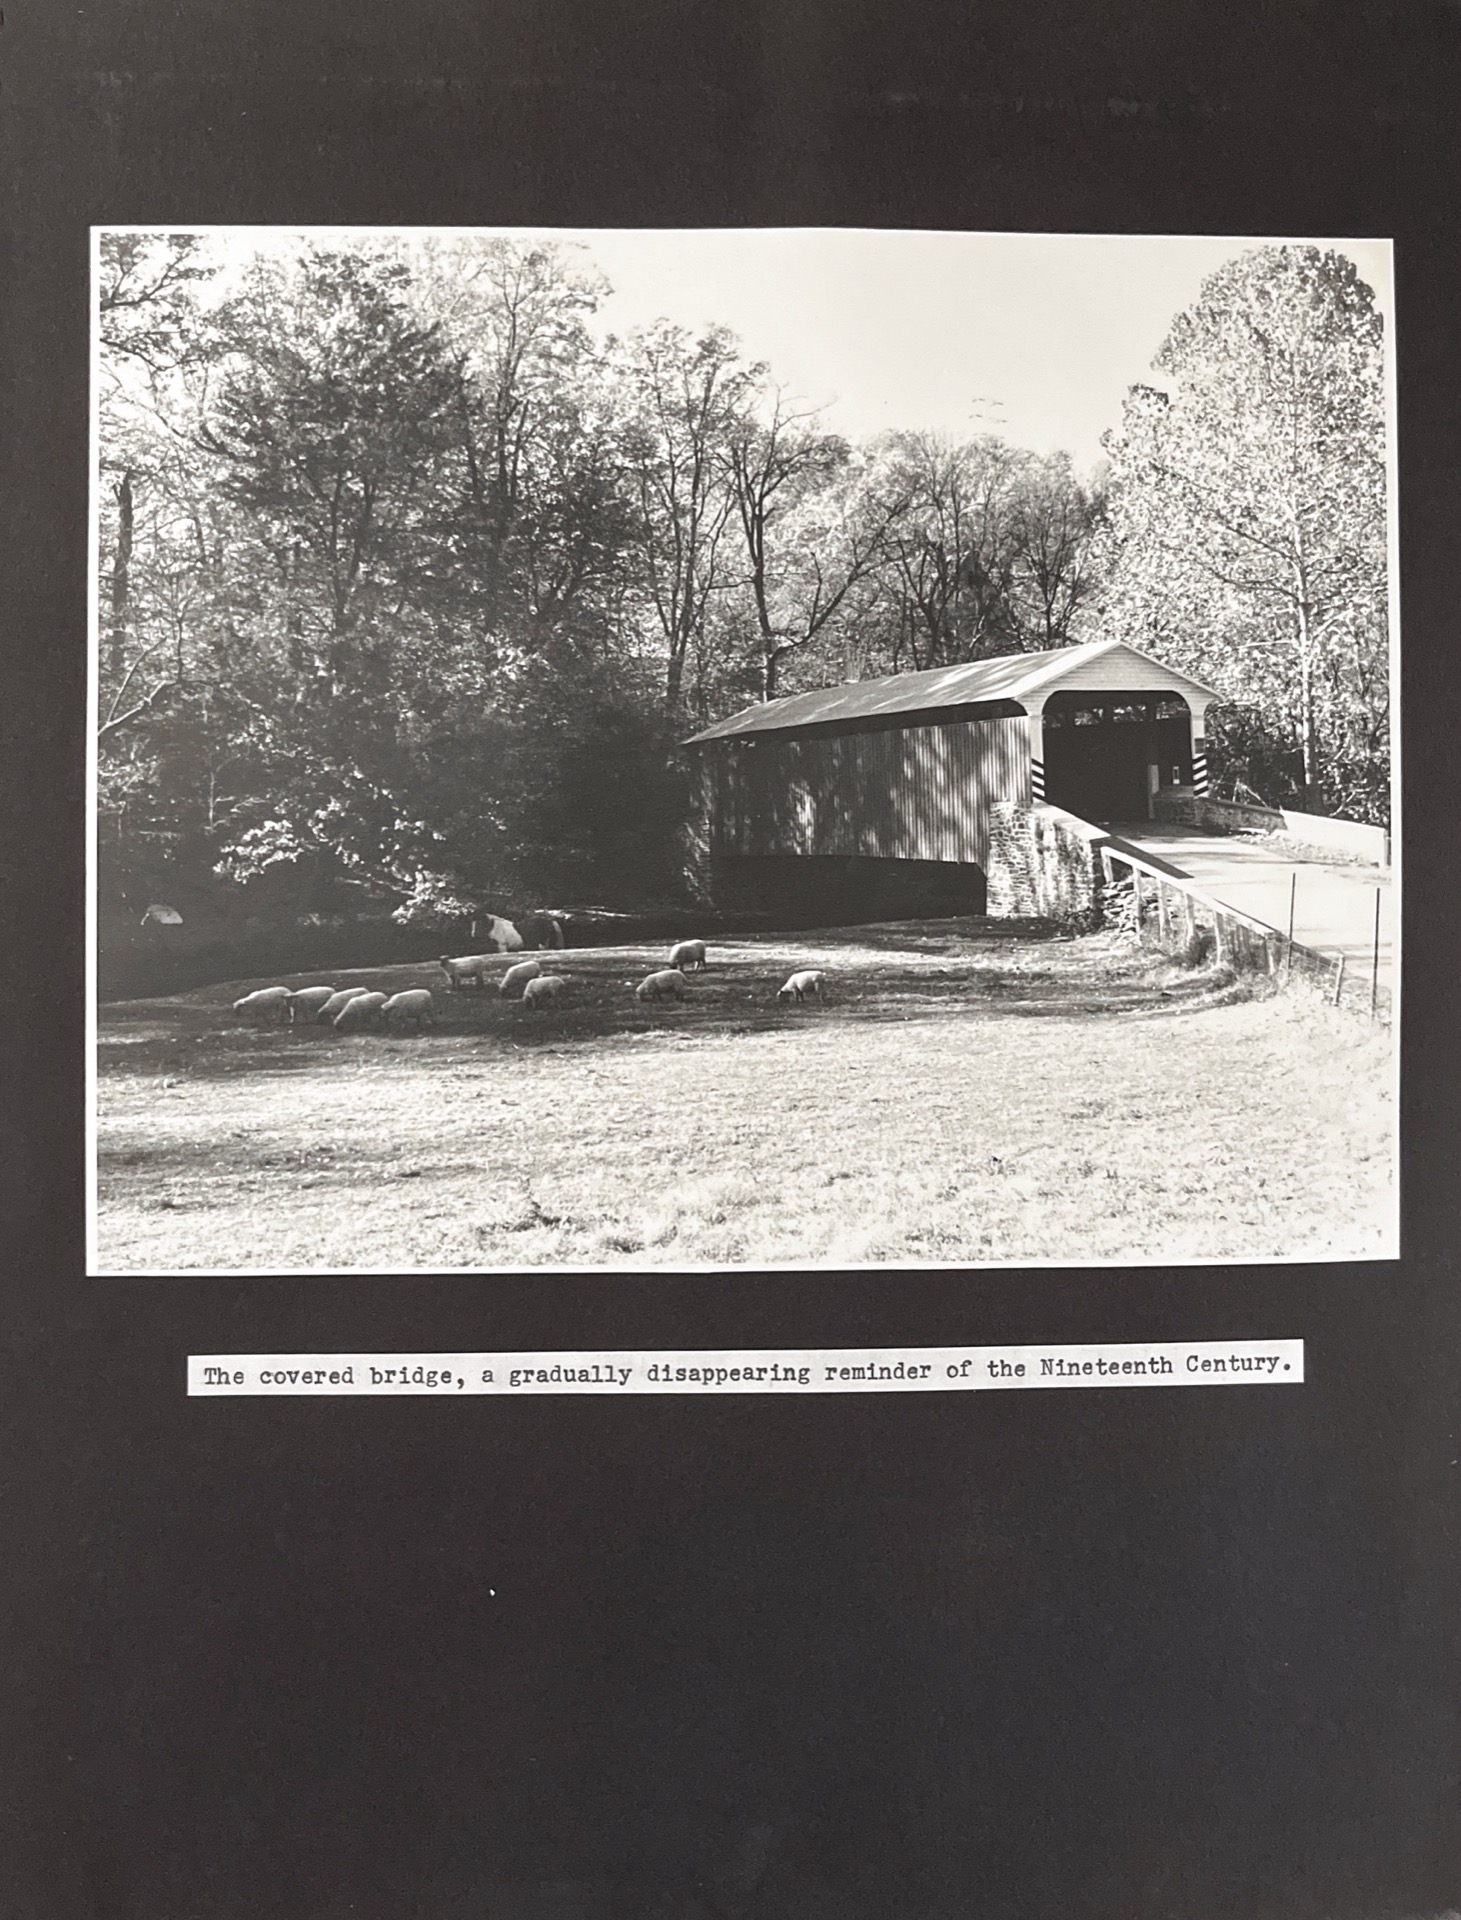 The covered bridge, a gradually disappearing reminder of the Nineteenth Century.